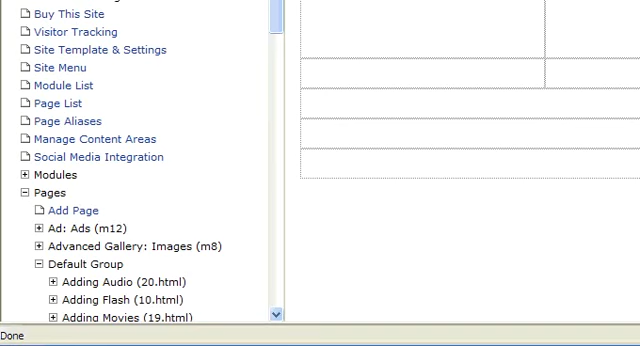 Buy This Site
Visitor Tracking
Site Template & Settings
Site Menu
Module List
Page List
Page Aliases
Manage Content Areas
Social Media Integration
Modules
Pages
Add Page
Ad: Ads (m12)
Advanced Gallery: Images (m8)
Default Group
Adding Audio (20.html)
Adding Flash (10.html)
Adding Movies (19.html)
Done